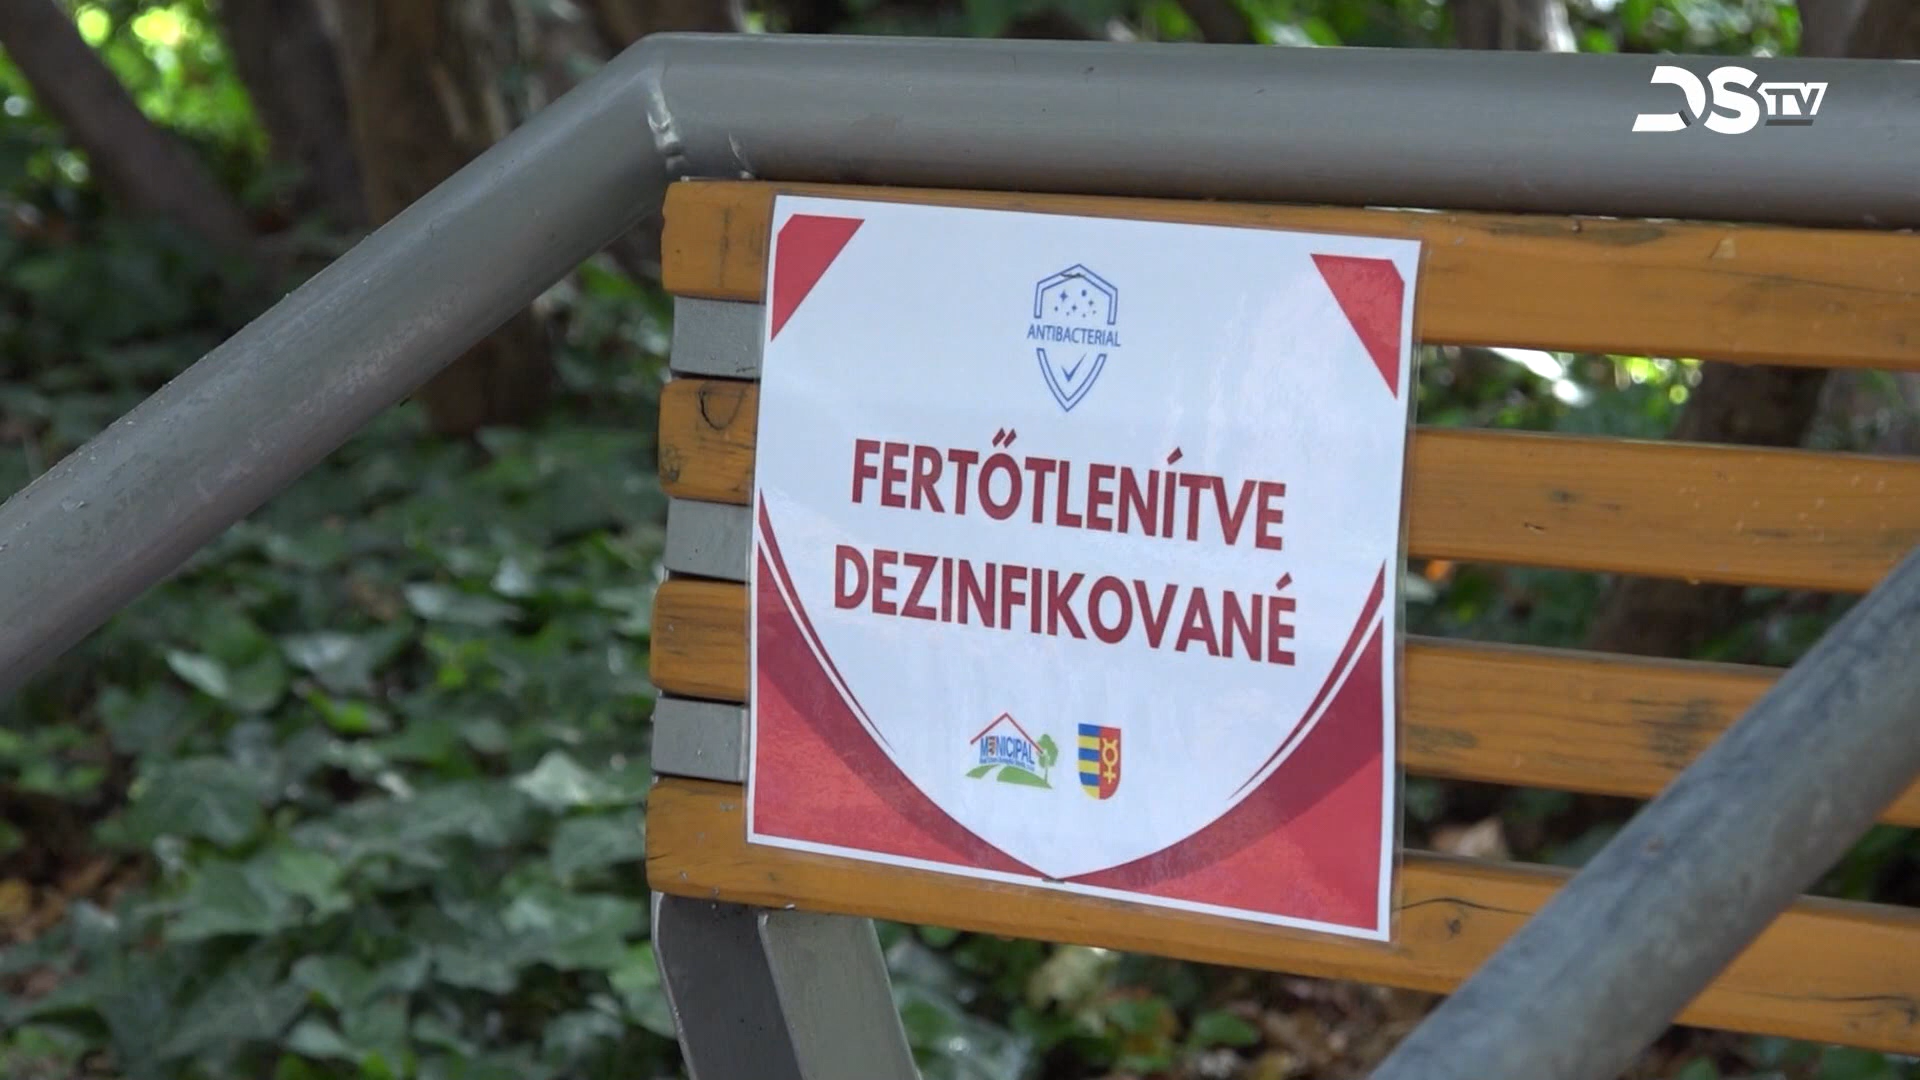 DSTV
ANTIBACTERIAL
FERTŐTLENÍTVE
DEZINFIKOVANÉ
MUNICIPAL